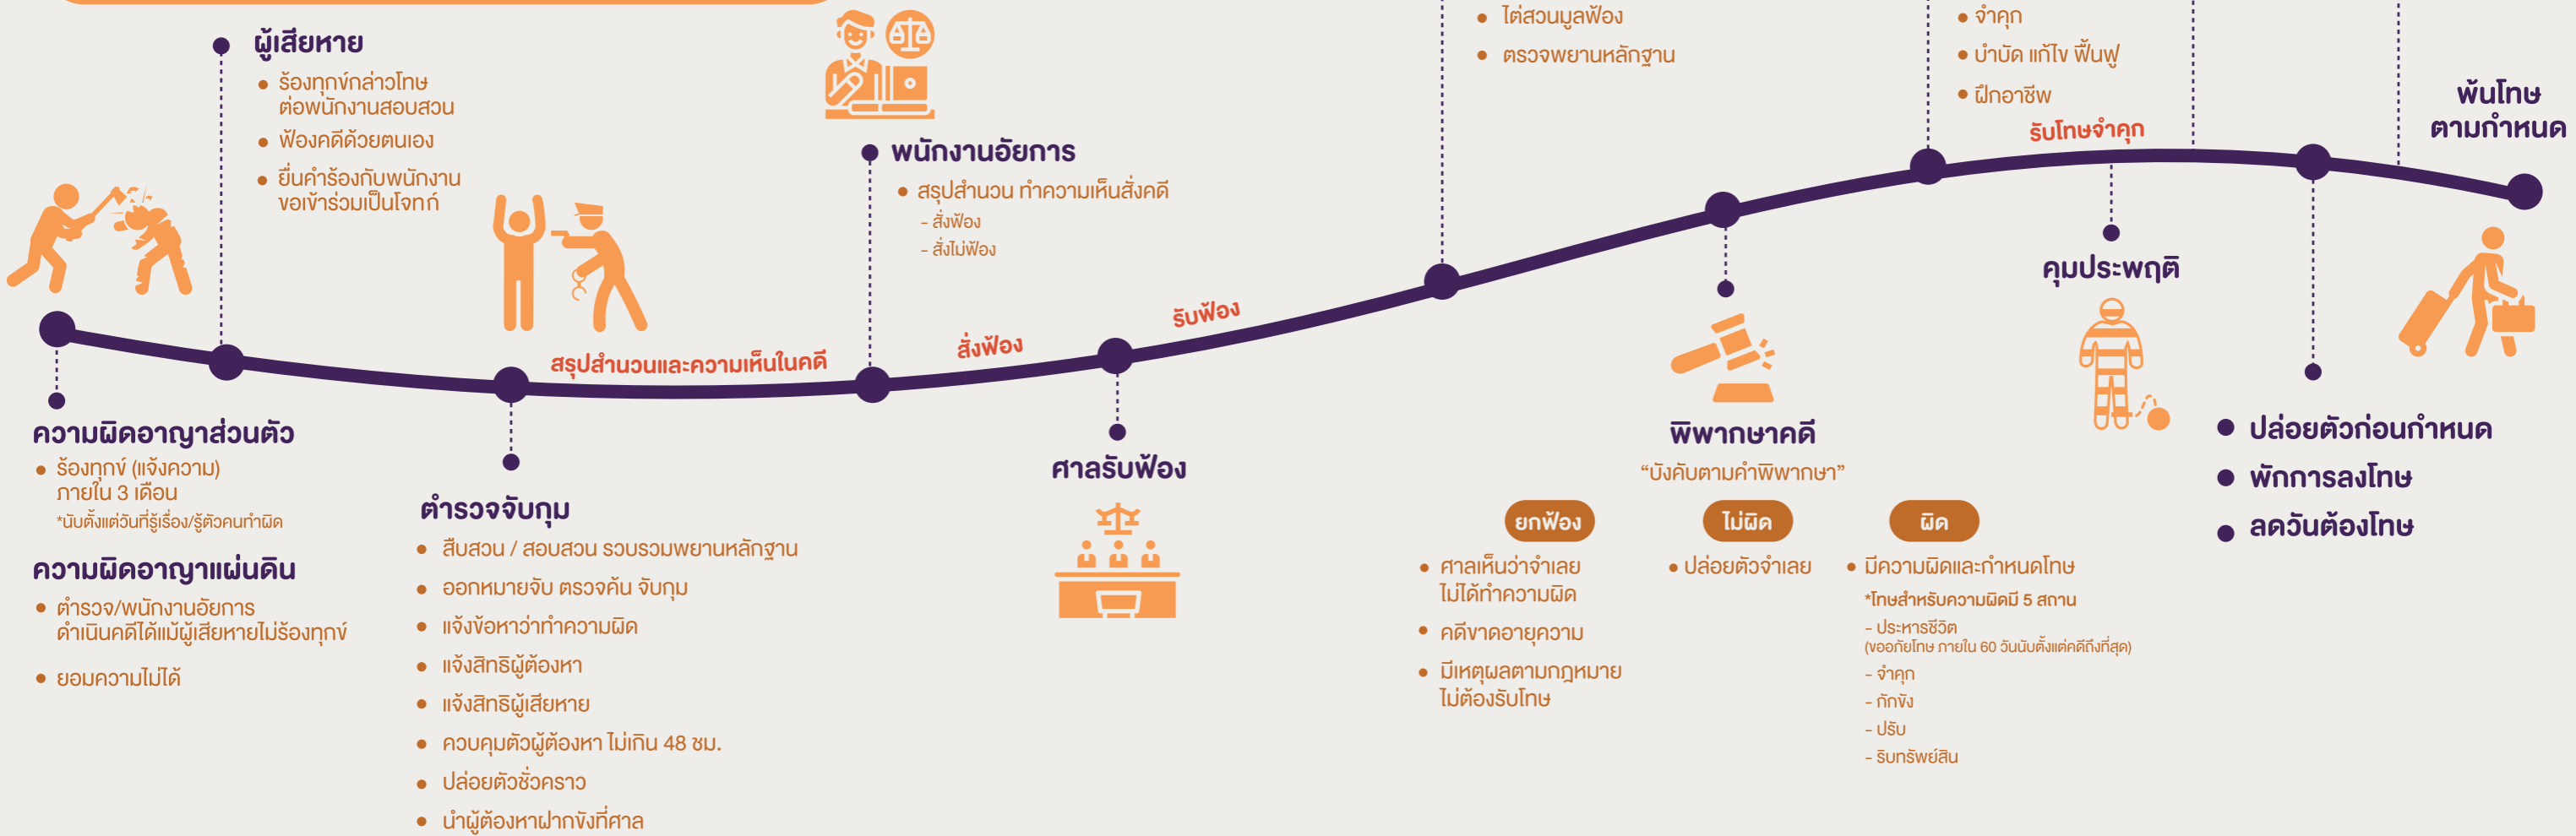 ผู้เสียหาย
ร้องทุกข์กล่าวโทษ
ต่อพนักงานสอบสวน
ฟ้องคดีด้วยตนเอง
ยื่นคำร้องกับพนักงาน
ขอเข้าร่วมเป็นโจทก์
พนักงานอัยการ
สรุปสำนวน ทำความเห็นสั่งคดี
- สั่งฟ้อง
- สั่งไม่ฟ้อง
ไต่สวนมูลฟ้อง
ตรวจพยานหลักฐาน
จำคุก
บำบัด แก้ไข ฟื้นฟู
ฝึกอาชีพ
รับโทษจำคุก
พ้นโทษ
ตามกำหนด
สรุปสำนวนและความเห็นในคดี
สั่งฟ้อง
รับฟ้อง
คุมประพฤติ
ความผิดอาญาส่วนตัว
ร้องทุกข์ (แจ้งความ)
ภายใน 3 เดือน
*นับตั้งแต่วันที่รู้เรื่อง/รู้ตัวคนทำผิด
ความผิดอาญาแผ่นดิน
ตำรวจ/พนักงานอัยการ
ดำเนินคดีได้แม้ผู้เสียหายไม่ร้องทุกข์
ยอมความไม่ได้
ตำรวจจับกุม
สืบสวน / สอบสวน รวบรวมพยานหลักฐาน
ออกหมายจับ ตรวจค้น จับกุม
แจ้งข้อหาว่าทำความผิด
แจ้งสิทธิผู้ต้องหา
แจ้งสิทธิผู้เสียหาย
ควบคุมตัวผู้ต้องหา ไม่เกิน 48 ชม.
ปล่อยตัวชั่วคราว
นำผู้ต้องหาฝากขังที่ศาล
ศาลรับฟ้อง
พิพากษาคดี
“บังคับตามคำพิพากษา”
ยกฟ้อง
ศาลเห็นว่าจำเลย
ไม่ได้ทำความผิด
คดีขาดอายุความ
มีเหตุผลตามกฎหมาย
ไม่ต้องรับโทษ
ไม่ผิด
ปล่อยตัวจำเลย
ผิด
มีความผิดและกำหนดโทษ
*โทษสำหรับความผิดมี 5 สถาน
- ประหารชีวิต
(ขออภัยโทษ ภายใน 60 วันนับตั้งแต่คดีถึงที่สุด)
- จำคุก
- กักขัง
- ปรับ
- ริบทรัพย์สิน
ปล่อยตัวก่อนกำหนด
พักการลงโทษ
ลดวันต้องโทษ